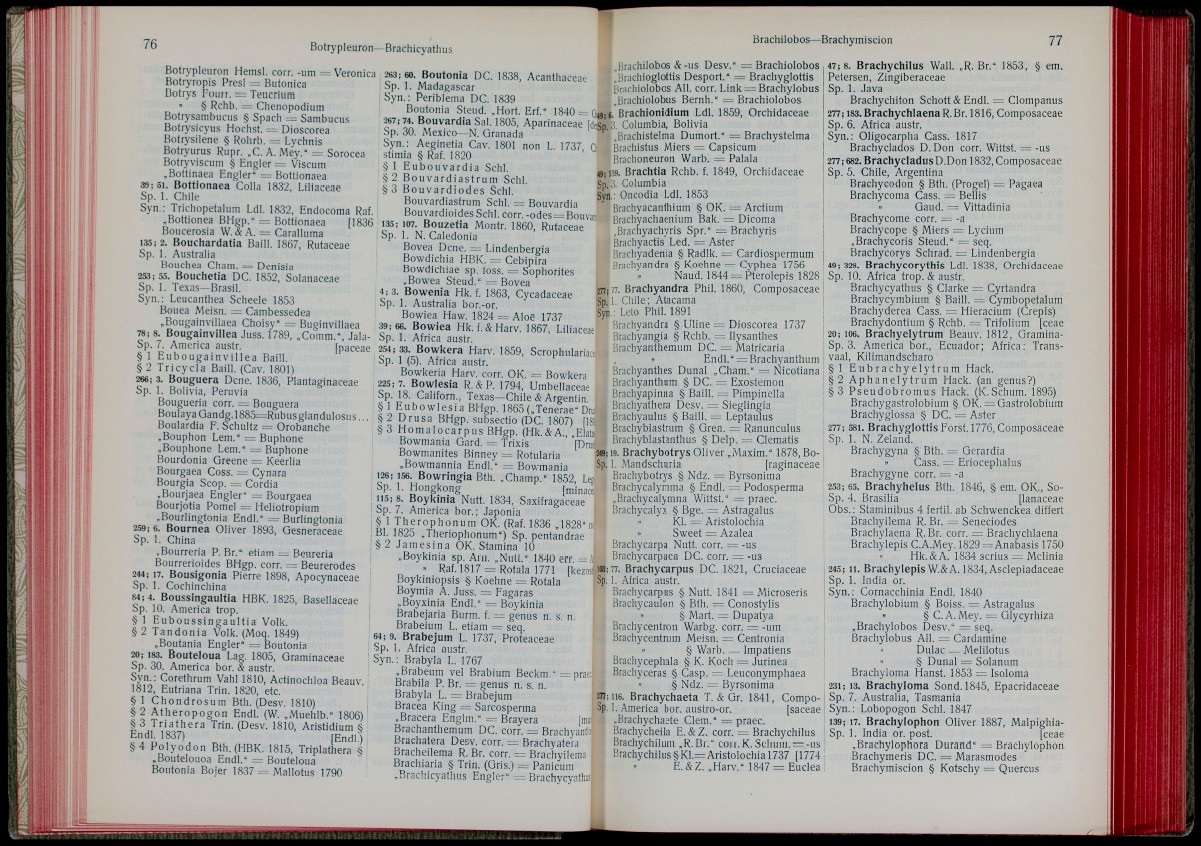 76
Botrypleuron—Brachicyathus
Botrypleuron Hemsl. corr. -um = Veronica
Botryropis Presl = Butonica
Botrys Fourr. = Teucrium
„ § Rchb. = Chenopodium
Botrysambucus § Spach = Sambucus
Botrysicyus Hochst. = Dioscorea
Botrysilene § Rohrb. = Lychnis
Botryurus Rupr. „C. A. Mey.“ = Sorocea
Botryviscum § Engler = Viscum
„Bottinaea Engler“ = Bottionaea
39; 51. Bottionaea Colla 1832, Liliaceae
Sp. 1. Chile
Syn.: Trichopetalum Ldl. 1832, Endocoma Raf.
„Bottionea BHgp.“ = Bottionaea [1836
Boucerosia W. & A. = Caralluma
135; 2. Bouchardatia Baill. 1867, Rutaceae
Sp. 1. Australia
Bouchea Cham. = Denisia
253; 55. Bouchetia DC. 1852, Solanaceae
Sp. 1. Texas—Brasil.
Syn.: Leucanthea Scheele 1853
Bouea Meisn. = Cambessedea
„Bougainvillaea Choisy“ = Buginvillaea
78; 8. Bougainvillea Juss. 1789, „Comm.“, Jala-
Sp. 7. America austr. [paceae
§ 1 Eubougainvillea Baill.
§ 2 Tricycla Baill. (Cav. 1801)
266; 3. Bouguera Dcne. 1836, Plantaginaceae
Sp. 1. Bolivia, Peruvia
Bougueria corr. = Bouguera
Boulaya Gandg. 1885=Rubus glandulosus...
Boulardia F. Schultz = Orobanche
„Bouphon Lem.“ = Buphone
„Bouphone Lem.“ = Buphone
Bourdonia Greene = Keerlia
Bourgaea Coss. = Cynara
Bourgia Scop. = Cordia
„Bourjaea Engler“ = Bourgaea
Bourjotia Pomel = Heliotropium
„Bourlingtonia Endl.“ = Burlingtonia
259; 6. Bournea Oliver 1893, Gesneraceae
Sp. 1. China
„Bourreria P. Br.“ etiam = Beureria
Bourrerioides BHgp. corr. = Beurerodes
244; 17. Bousigonia Pierre 1898, Apocynaceae
Sp. 1. Cochinchina
84; 4. Boussingaultia HBK. 1825, Basellaceae
Sp. 10. America trop.
§ 1 Euboussingaultia Volk.
§ 2 Tandonia Volk. (Moq. 1849)
„Boutania Engler“ = Boutonia
20; 183. Bouteloua Lag. 1805, Graminaceae
Sp. 30. America bor. & austr.
Syn.: Corethrum Vahl 1810, Actinochloa Beauv.
1812, Eutriana Trin. 1820, etc.
§ 1 Chondrosum Bth. (Desv. 1810)
§ 2 Atheropogon Endl. (W. „Muehlb.“ 1806)
§ 3 Triathera Trin. (Desv. 1810, Aristidium §
Endl. 1837) [Endl.)
§ 4 Polyodon Bth. (HBK. 1815, Triplathera §
„Boutelouoa Endl.“ = Bouteloua
Boutonia Bojer 1837 = Mallotus 1790
263; 60. Boutonia DC. 1838, Acanthaceae
Sp. 1. Madagascar
Syn.: Periblema DC. 1839
Boutonia Steud. „Hort. Erf.“ 1840 =
267; 74. Bouvardia Sal. 1805, Aparinaceae
Sp. 30. Mexico—N. Granada
Syn.: Aeginetia Cav. 1801 non L. 1737,
stimia § Raf. 1820
§ 1 Eubouvardia Schl.
§ 2 Bouvardiastrum Schl.
§ 3 Bouvardiodes Schl.
Bouvardiastrum Schl. = Bouvardia
Bouvardioides Schl. corr. -odes =
135; 107. Bouzetia Montr. 1860, Rutaceae
Sp. 1. N. Caledonia
Bovea Dcne. = Lindenbergia
Bowdichia HBK. = Cebipira
Bowdichiae sp. foss. = Sophorites
„Bowea Steud.“ = Bovea
4; 3. Bowenia Hk. f. 1863, Cycadaceae
Sp. 1. Australia bor.-or.
Bowiea Haw. 1824 = Aloë 1737
39; 66. Bowiea Hk. f. & Harv. 1867, Liliaceae
Sp. 1. Africa austr.
254; 33. Bowkera Harv. 1859,
Sp. 1 (5). Africa austr.
Bowkeria Harv. corr. OK. = Bowkera
225; 7. Bowlesia R. & P. 1794, Umbellaceae
Sp. 18. Californ., Texas—Chile & Argentin.
§ 1 Eubowlesia BHgp. 1865 („Tenerae“
§ 2 Drusa BHgp. subsectio (DC. 1807)
§ 3 Homalocarpus BHgp. (Hk. & A.,
Bowmania Gard. = Trixis
Bowmanites Binney = Rotularia
„Bowmannia Endl.“ = Bowmania
126; 156. Bowringia Bth. „Champ.“ 1852,
Sp. 1. Hongkong
115; 8. Boykinia Nutt. 1834, Saxifragaceae
Sp. 7. America bor.; Japonia
§ 1 Therophonum OK. (Raf. 1836 „1828“
Bl. 1825 „Theriophonum“) Sp. pentandrae
§ 2 Jamesina OK. Stamina 10
„Boykinia sp. Arn. „Nutt.“ 1840 err. =
„ Raf. 1817 = Rotala 1771
Boykiniopsis § Koehne = Rotala
Boymia A. Juss. = Fagaras
„Boyxinia Endl.“ = Boykinia
Brabejaria Burm. f. = genus n. s. n.
Brabeium L. etiam = seq.
64; 9. Brabejum L. 1737, Proteaceae
Sp. 1. Africa austr.
Syn.: Brabyla L. 1767
„Brabeum vel Brabium Beckm.“ =
Brabila P. Br. = genus n. s. n.
Brabyla L. = Brabejum
Bracea King = Sarcosperma
„Bracera Englm.“ = Brayera
Brachanthemum DC. corr. =
Brachatera Desv. corr. = Brachyatera
Bracheilema R. Br. corr. = Brachyilema
Brachiaria § Trin. (Gris.) = Panicum
„Brachicyathus Engler“ =
Brachilobos—Brachymiscion
77
„Brachilobos & -us Desv.“ = Brachiolobos
„Brachioglottis Desport.“ = Brachyglottis
Brachiolobos All. corr. Link = Brachylobus
„Brachiolobus Bernh.“ = Brachiolobos
6. Brachionidium Ldl. 1859, Orchidaceae
Sp. 3. Columbia, Bolivia
„Brachistelma Dumort.“ = Brachystelma
Brachistus Miers = Capsicum
Brachoneuron Warb. = Palala
159. Brachtia Rchb. f. 1849, Orchidaceae
Sp. 3. Columbia
Syn.: Oncodia Ldl. 1853
Brachyacanthium § OK. = Arctium
Brachyachaenium Bak. = Dicoma
„Brachyachyris Spr.“ = Brachyris
Brachyactis Led. = Aster
Brachyadenia § Radlk. = Cardiospermum
Brachyandra § Koehne = Cyphea 1756
„ Naud. 1844 = Pterolepis 1828
277; 77. Brachyandra Phil. 1860, Composaceae
Sp. 1. Chile; Atacama
Syn.: Leto Phil. 1891
Brachyandra § Uline = Dioscorea 1737
Brachyangia § Rchb. = Ilysanthes
Brachyanthemum DC. = Matricaria
„ Endl.“ = Brachyanthum
Brachyanthes Dunal „Cham.“ = Nicotiana
Brachyanthum § DC. = Exostemon
Brachyapinna § Baill. = Pimpinella
Brachyathera Desv. = Sieglingia
Brachyaulus § Baill. = Leptaulus
Brachybiastrum § Gren. = Ranunculus
Brachyblastanthus § Delp. = Clematis
249; 19. Brachybotrys Oliver „Maxim.“ 1878, Bo-
Sp. 1. Mandschuria [raginaceae
Brachybotrys § Ndz. = Byrsonima
Brachycalymma § Endl. = Podosperma
„Brachycalymna Wittst.“ = praec.
Brachycalyx § Bge. = Astragalus
„ Kl. = Aristolochia
„ Sweet = Azalea
Brachycarpa Nutt. corr. = -us
Brachycarpaea DC. corr. = -us
103; 77. Brachycarpus DC. 1821, Cruciaceae
Sp. 1. Africa austr.
Brachycarpus § Nutt. 1841 = Microseris
Brachycaulon § Bth. = Conostylis
„ § Mart. = Dupatya
Brachycentron Warbg. corr. = -um
Brachycentrum Meisn. = Centronia
„ § Warb. = Impatiens
Brachycephala § K. Koch = Jurinea
Brachyceras § Casp. = Leuconymphaea
„ § Ndz. = Byrsonima
277; 116. Brachychaeta T. & Gr. 1841, Compo-
Sp. 1. America bor. austro-or. [saceae
„Brachychaete Clem.“ = praec.
Brachycheila E. & Z. corr. = Brachychilus
Brachychilum „R. Br.“ corr. K. Schum. = -us
Brachychilus § Kl. = Aristolochia 1737 [1774
„ E. & Z. „Harv.“ 1847 = Euclea
47; 8. Brachychilus Wall. „R. Br.“ 1853, § em.
Petersen, Zingiberaceae
Sp. 1. Java
Brachychiton Schott & Endl. = Clompanus
277; 183. Brachychlaena R. Br. 1816, Composaceae
Sp. 6. Africa austr.
Syn.: Oligocarpha Cass. 1817
Brachyclados D. Don corr. Wittst. = -us
277; 682. Brachycladus D. Don 1832, Composaceae
Sp. 5. Chile, Argentina
Brachycodon § Bth. (Progel) = Pagaea
Brachycoma Cass. = Bellis
„ Gaud. = Vittadinia
Brachycome corr. = -a
Brachycope § Miers = Lycium
„Brachycoris Steud.“ = seq.
Brachycorys Schrad. = Lindenbergia
49; 328. Brachycorythis Ldl. 1838, Orchidaceae
Sp. 10. Africa trop. & austr.
Brachycyathus § Clarke = Cyrtandra
Brachycymbium § Baill. = Cymbopetalum
Brachyderea Cass. = Hieracium (Crepis)
Brachydontium § Rchb. = Trifolium [ceae
20; 106. Brachyelytrum Beauv. 1812, Gramina-
Sp. 3. America bor., Ecuador; Africa: Trans-
vaal, Kilimandscharo
§ 1 Eubrachyelytrum Hack.
§ 2 Aphanelytrum Hack. (an genus?)
§ 3 Pseudobromus Hack. (K. Schum. 1895)
Brachygastrolobium § OK. = Gastrolobium
Brachyglossa § DC. = Aster
277; 581. Brachyglottis Forst. 1776, Composaceae
Sp. 1. N. Zeland.
Brachygyna § Bth. = Gerardia
„ Cass. = Eriocephalus
Brachygyne corr. = -a
253; 65. Brachyhelus Bth. 1846, § em. OK., So-
Sp. 4. Brasilia [lanaceae
Obs.: Staminibus 4 fertil. ab Schwenckea differt
Brachyilema R. Br. = Seneciodes
Brachylaena R. Br. corr. = Brachychlaena
Brachylepis C.A.Mey. 1829 = Anabasis 1750
„ Hk. & A. 1834 serius = Meclinia
245; 11. Brachylepis W. & A. 1834, Asclepiadaceae
Sp. 1. India or.
Syn.: Cornacchinia Endl. 1840
Brachylobium § Boiss. = Astragalus
„ § C. A. Mey. = Glycyrhiza
„Brachylobos Desv.“ = seq.
Brachylobus All. = Cardamine
„ Dulac = Melilotus
„ § Dunal = Solanum
Brachyloma Hanst. 1853 = Isoloma
231; 13. Brachyloma Sond. 1845, Epacridaceae
Sp. 7. Australia, Tasmania
Syn.: Lobopogon Schl. 1847
139; 17. Brachylophon Oliver 1887, Malpighia-
Sp. 1. India or. post. [ceae
„Brachylophora Durand“ = Brachylophon
Brachymeris DC. = Marasmodes
Brachymiscion § Kotschy = Quercus